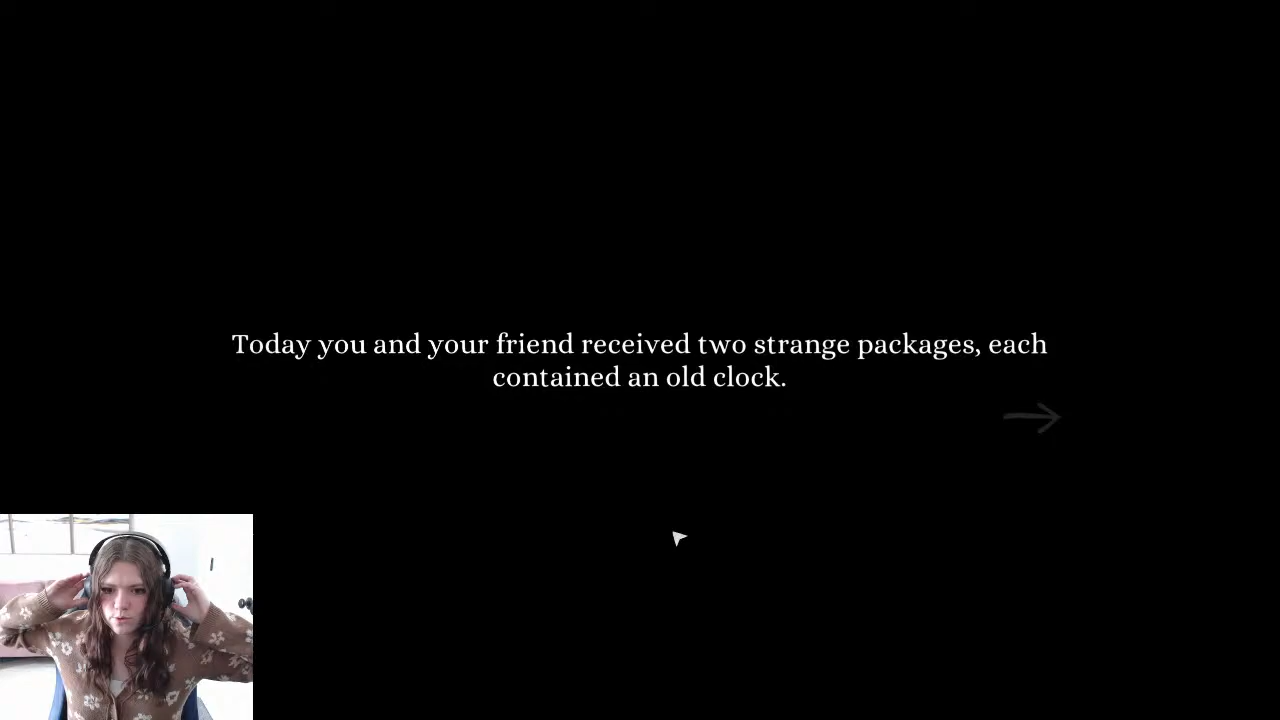 Today you and your friend received two strange packages, each
contained an old clock.